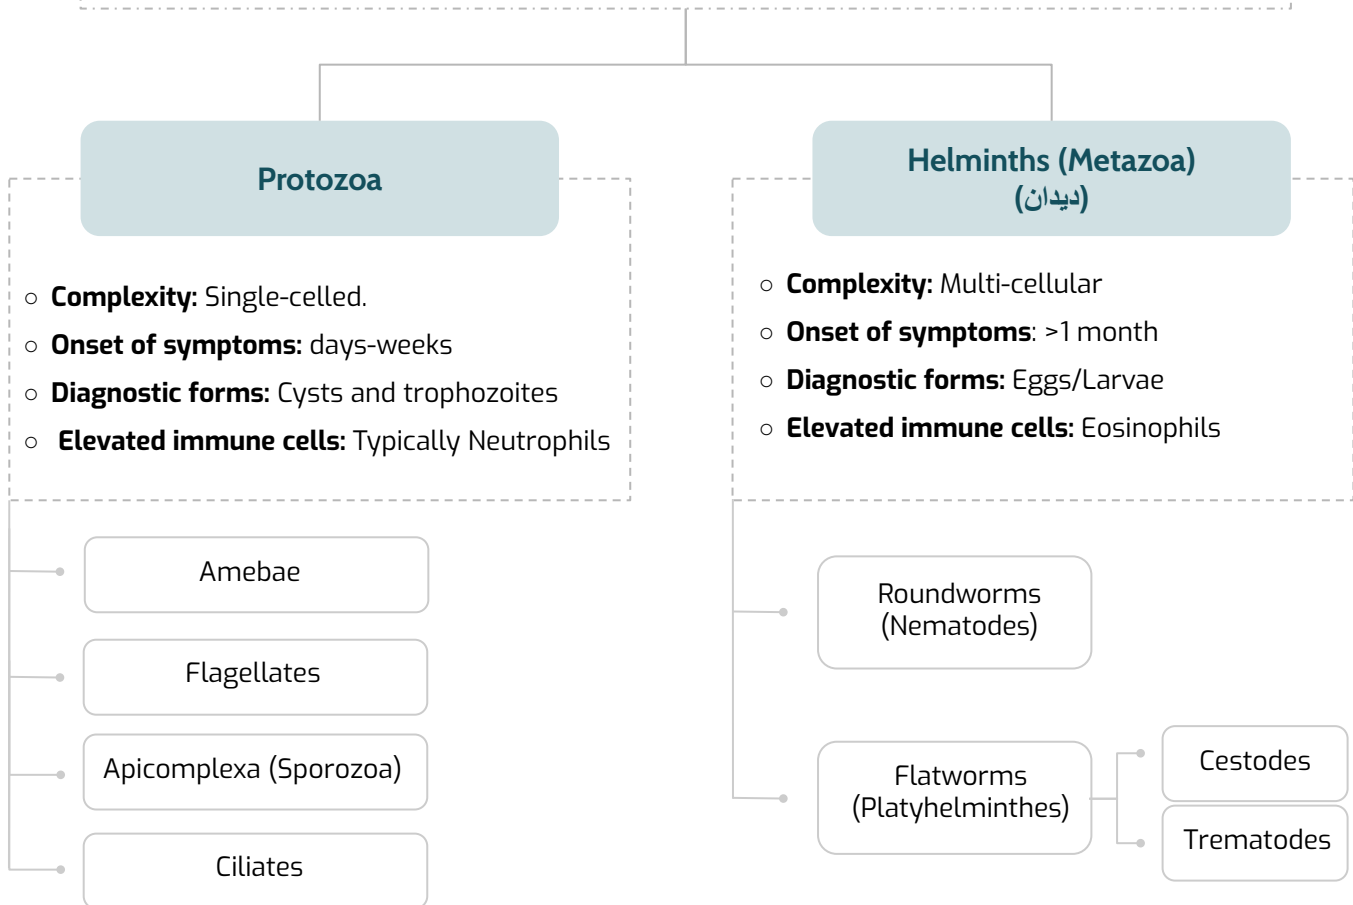 Protozoa
○ Complexity: Single-celled.
○ Onset of symptoms: days-weeks
○ Diagnostic forms: Cysts and trophozoites
○ Elevated immune cells: Typically Neutrophils
Amebae
Flagellates
Apicomplexa (Sporozoa)
Ciliates
Helminths (Metazoa)
(ديدان)
○ Complexity: Multi-cellular
○ Onset of symptoms: >1 month
○ Diagnostic forms: Eggs/Larvae
○ Elevated immune cells: Eosinophils
Roundworms
(Nematodes)
Flatworms
(Platyhelminthes)
Cestodes
Trematodes